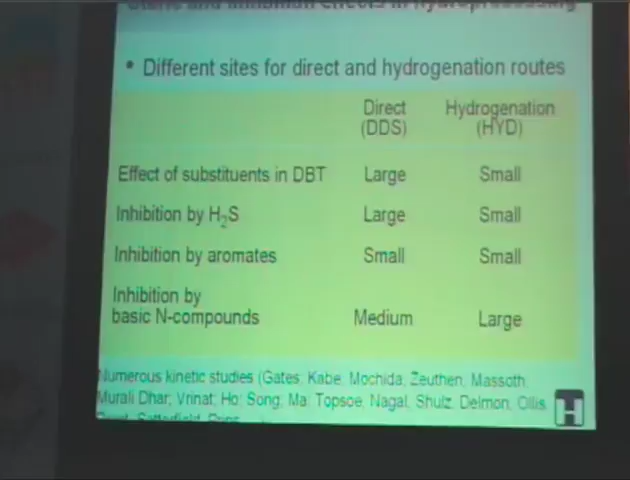 • Different sites for direct and hydrogenation routes
Direct (DDS) Hydrogenation (HYD)
Effect of substituents in DBT Large Small
Inhibition by H₂S Large Small
Inhibition by aromates Small Small
Inhibition by
basic N-compounds Medium Large
Numerous kinetic studies (Gates, Kabe, Mochida, Zeuthen, Massoth,
Murali Dhar, Vrinat, Ho, Song, Ma, Topsoe, Nagai, Shulz, Delmon, Ollis,
H